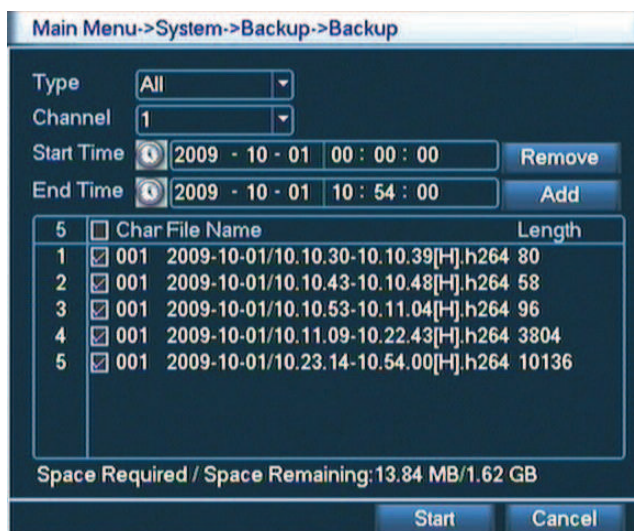 Main Menu->System->Backup->Backup
Type All
Channel 1
Start Time 2009 - 10 - 01 00 : 00 : 00 Remove
End Time 2009 - 10 - 01 10 : 54 : 00 Add
5 Char File Name Length
1 001 2009-10-01/10.10.30-10.10.39[H].h264 80
2 001 2009-10-01/10.10.43-10.10.48[H].h264 58
3 001 2009-10-01/10.10.53-10.11.04[H].h264 96
4 001 2009-10-01/10.11.09-10.22.43[H].h264 3804
5 001 2009-10-01/10.23.14-10.54.00[H].h264 10136
Space Required / Space Remaining:13.84 MB/1.62 GB
Start Cancel